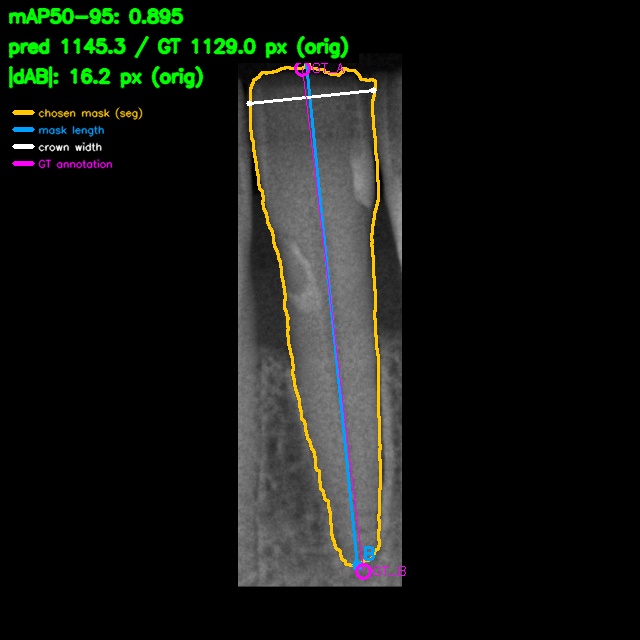 mAP50-95: 0.895
pred 1145.3 / GT 1129.0 px (orig)
|dAB|: 16.2 px (orig)
chosen mask (seg)
mask length
crown width
GT annotation
GT_A
B
GT_B